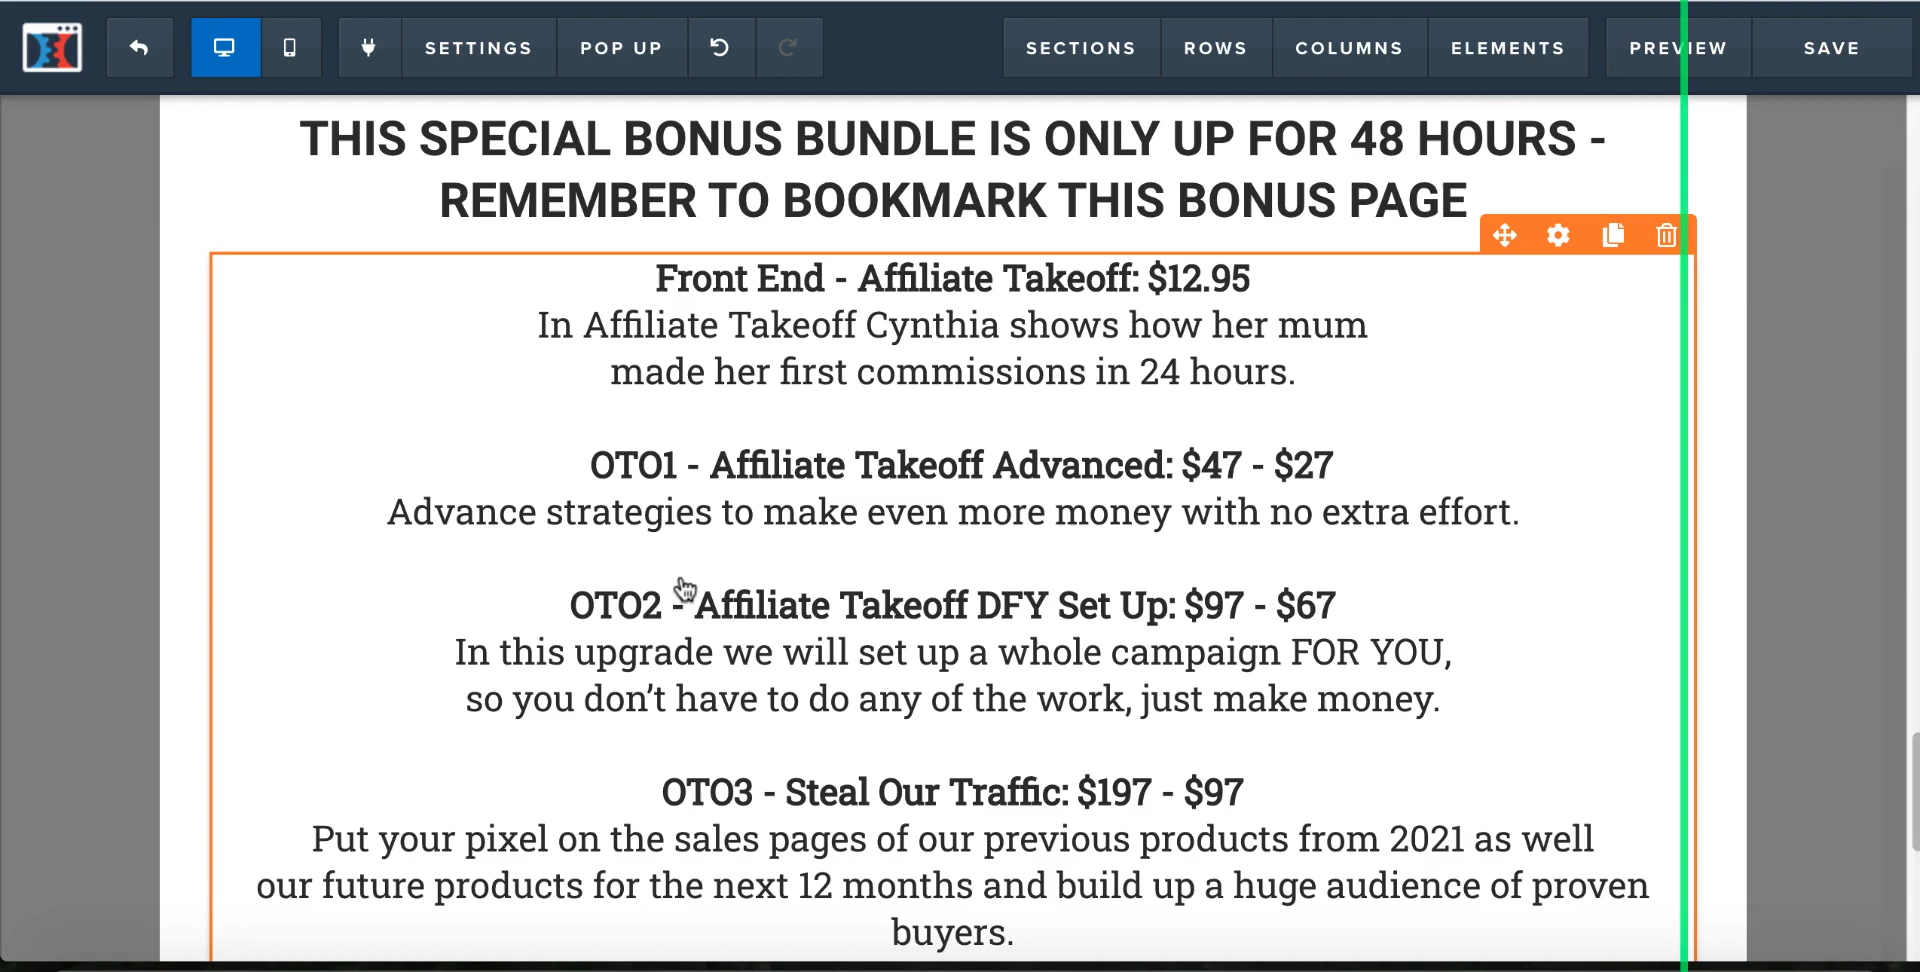 SETTINGS POP UP SECTIONS ROWS COLUMNS ELEMENTS PREVIEW SAVE
THIS SPECIAL BONUS BUNDLE IS ONLY UP FOR 48 HOURS -
REMEMBER TO BOOKMARK THIS BONUS PAGE
Front End - Affiliate Takeoff: $12.95
In Affiliate Takeoff Cynthia shows how her mum
made her first commissions in 24 hours.
OTO1 - Affiliate Takeoff Advanced: $47 - $27
Advance strategies to make even more money with no extra effort.
OTO2 - Affiliate Takeoff DFY Set Up: $97 - $67
In this upgrade we will set up a whole campaign FOR YOU,
so you don’t have to do any of the work, just make money.
OTO3 - Steal Our Traffic: $197 - $97
Put your pixel on the sales pages of our previous products from 2021 as well
our future products for the next 12 months and build up a huge audience of proven
buyers.